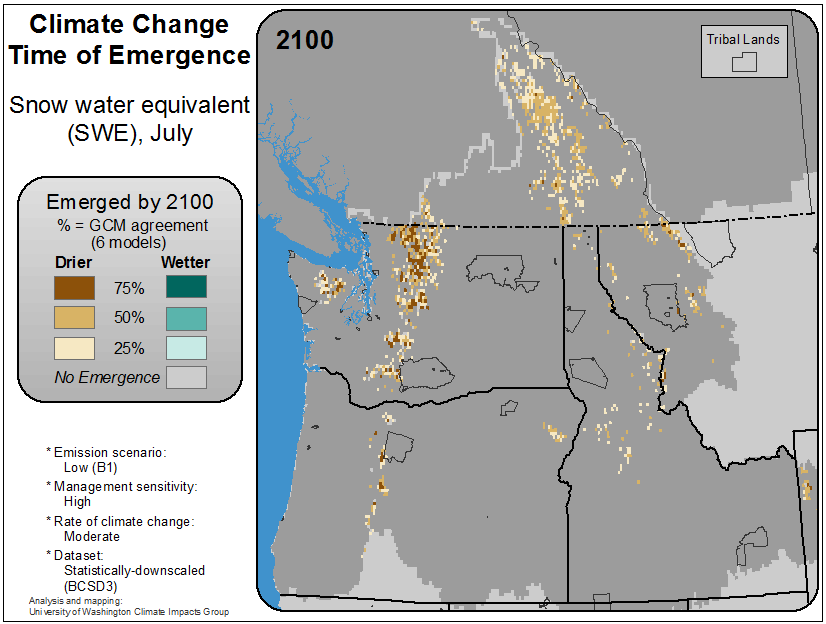 Climate Change
Time of Emergence
Snow water equivalent
(SWE), July
Emerged by 2100
% = GCM agreement
(6 models)
Drier
Wetter
75%
50%
25%
No Emergence
* Emission scenario:
Low (B1)
* Management sensitivity:
High
* Rate of climate change:
Moderate
* Dataset:
Statistically-downscaled
(BCSD3)
Analysis and mapping:
University of Washington Climate Impacts Group
2100
Tribal Lands